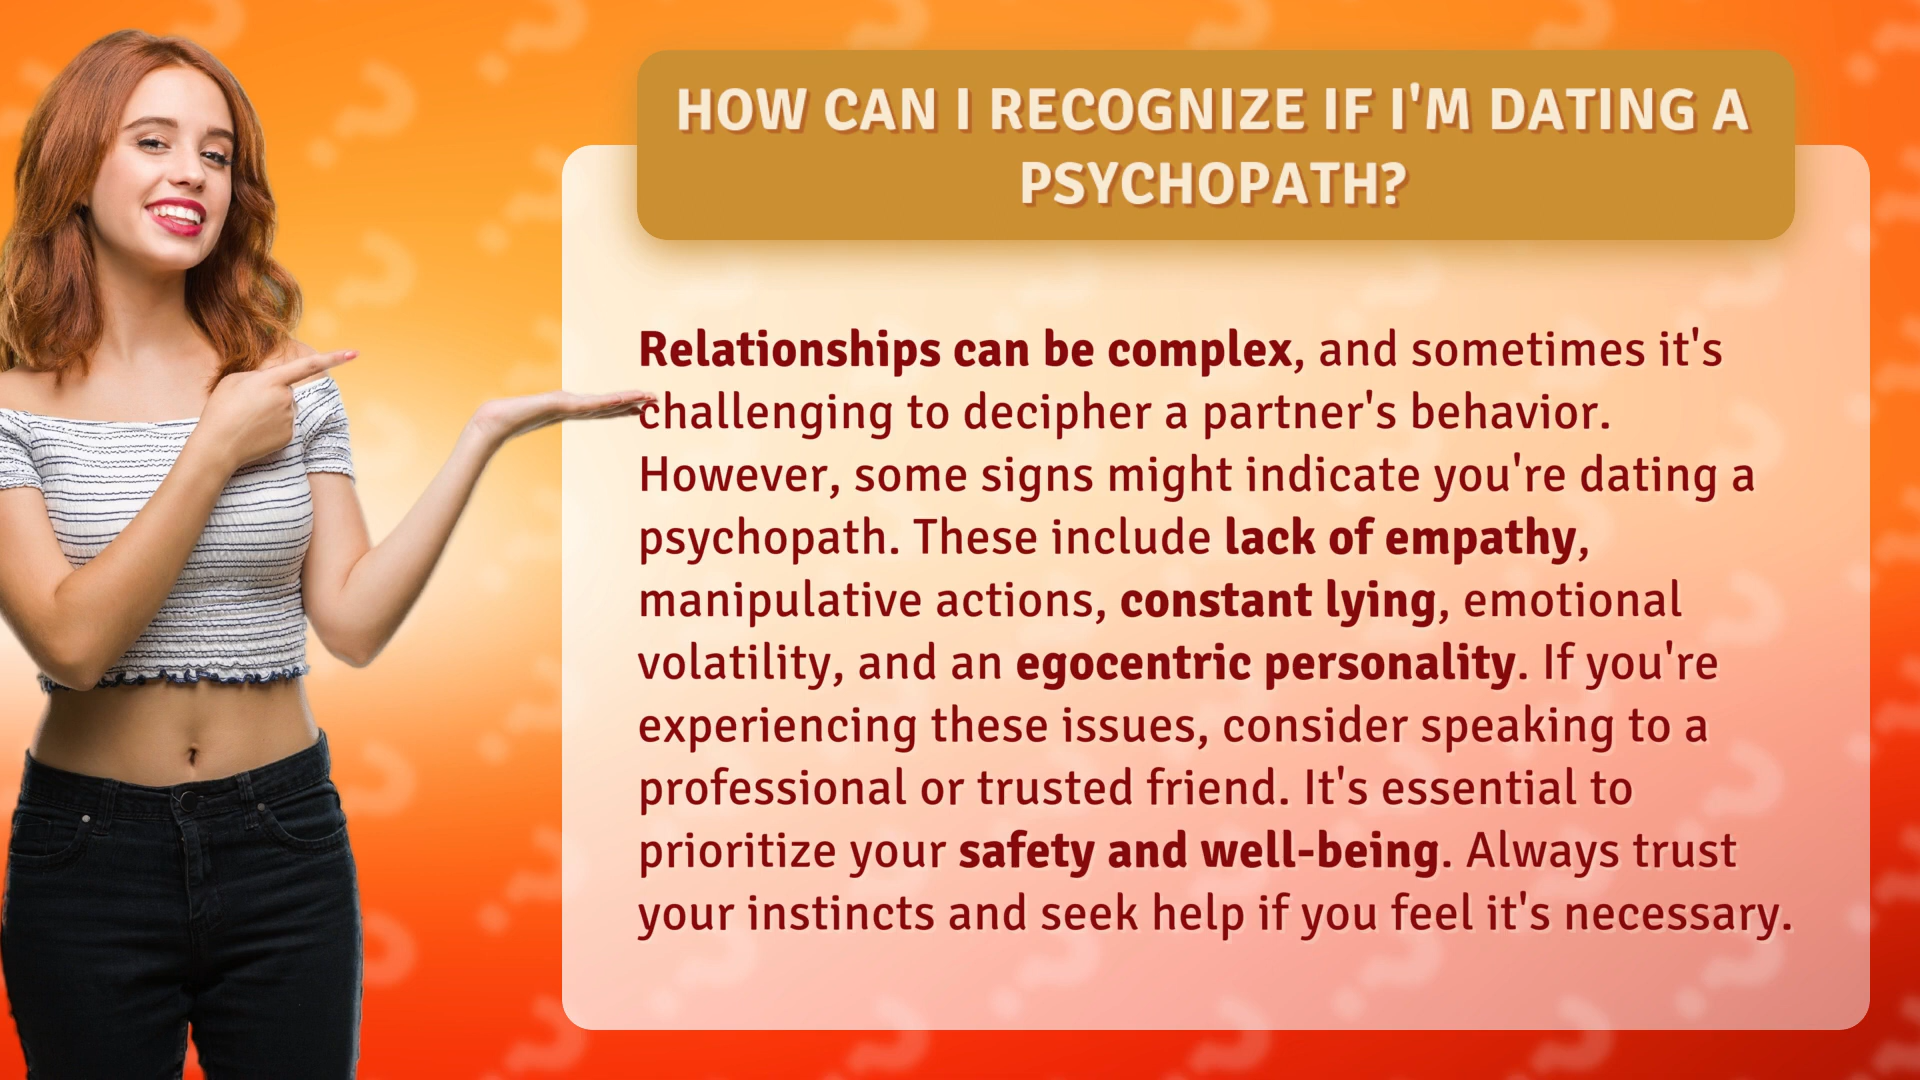 HOW CAN I RECOGNIZE IF I'M DATING A
PSYCHOPATH?
Relationships can be complex, and sometimes it's
challenging to decipher a partner's behavior.
However, some signs might indicate you're dating a
psychopath. These include lack of empathy,
manipulative actions, constant lying, emotional
volatility, and an egocentric personality. If you're
experiencing these issues, consider speaking to a
professional or trusted friend. It's essential to
prioritize your safety and well-being. Always trust
your instincts and seek help if you feel it's necessary.